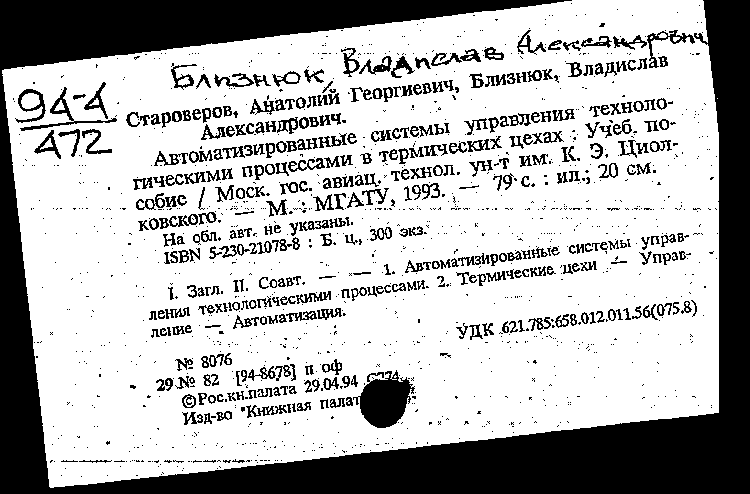 Близнюк, Владислав Александрович
94-4
472
Староверов, Анатолий Георгиевич, Близнюк, Владислав
Александрович.
Автоматизированные системы управления техноло-
гическими процессами в термических цехах : Учеб. по-
собие / Моск. гос. авиац. технол. ун-т им. К. Э. Циол-
ковского. — М. : МГАТУ, 1993. — 79 с. : ил.; 20 см.
На обл. авт. не указаны.
ISBN 5-230-21078-8 : Б. ц., 300 экз.
I. Загл. II. Соавт. — — 1. Автоматизированные системы управ-
ления технологическими процессами. 2. Термические цехи — Управ-
ление — Автоматизация.
УДК 621.785:658.012.011.56(075.8)
№ 8076
29 № 82 [94-8678] п оф
©Рос.кн.палата 29.04.94
Изд-во "Книжная палат